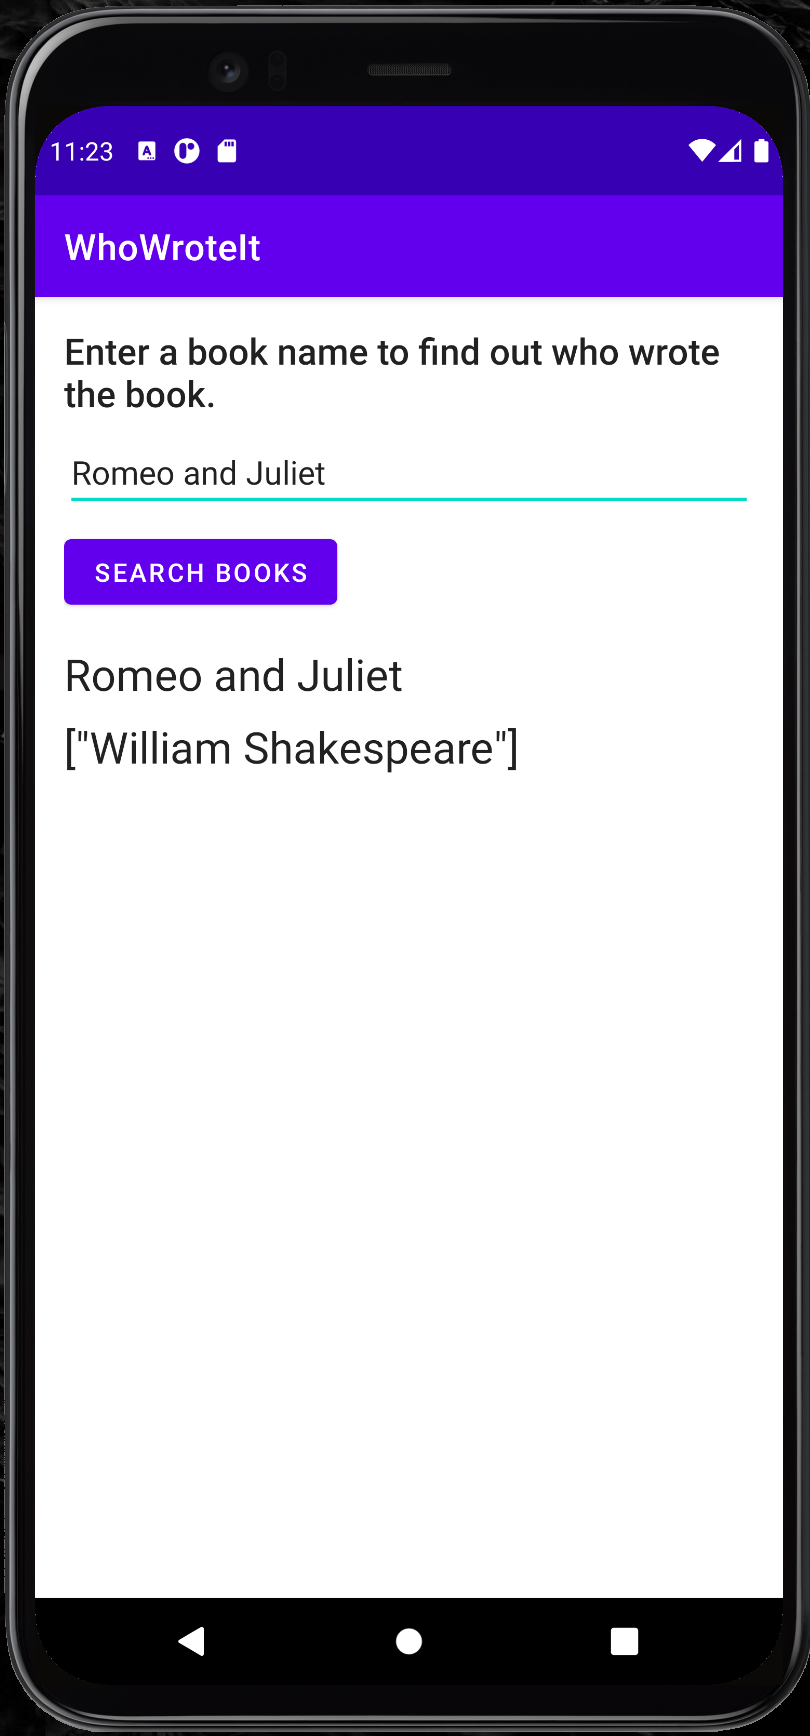 11:23
WhoWroteIt
Enter a book name to find out who wrote
the book.
Romeo and Juliet
SEARCH BOOKS
Romeo and Juliet
["William Shakespeare"]